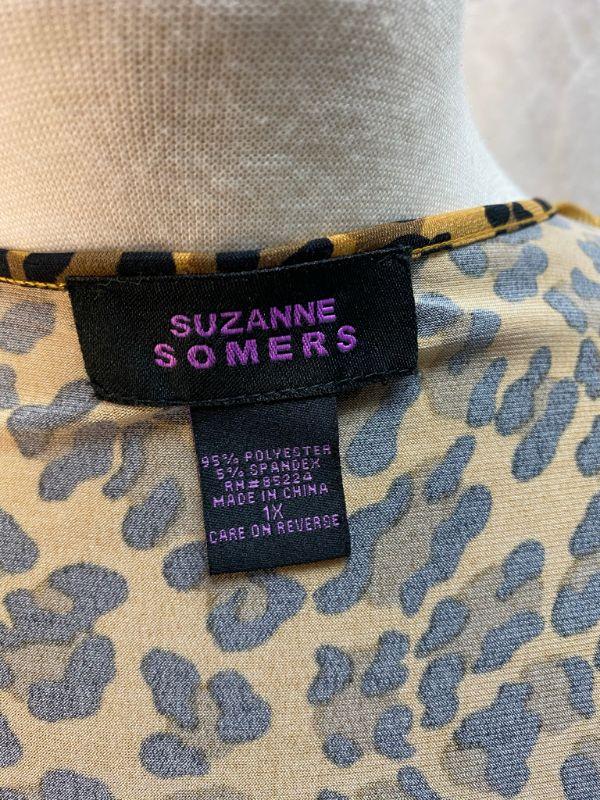 SUZANNE
SOMERS
95% POLYESTER
5% SPANDEX
RN#85224
MADE IN CHINA
1X
CARE ON REVERSE